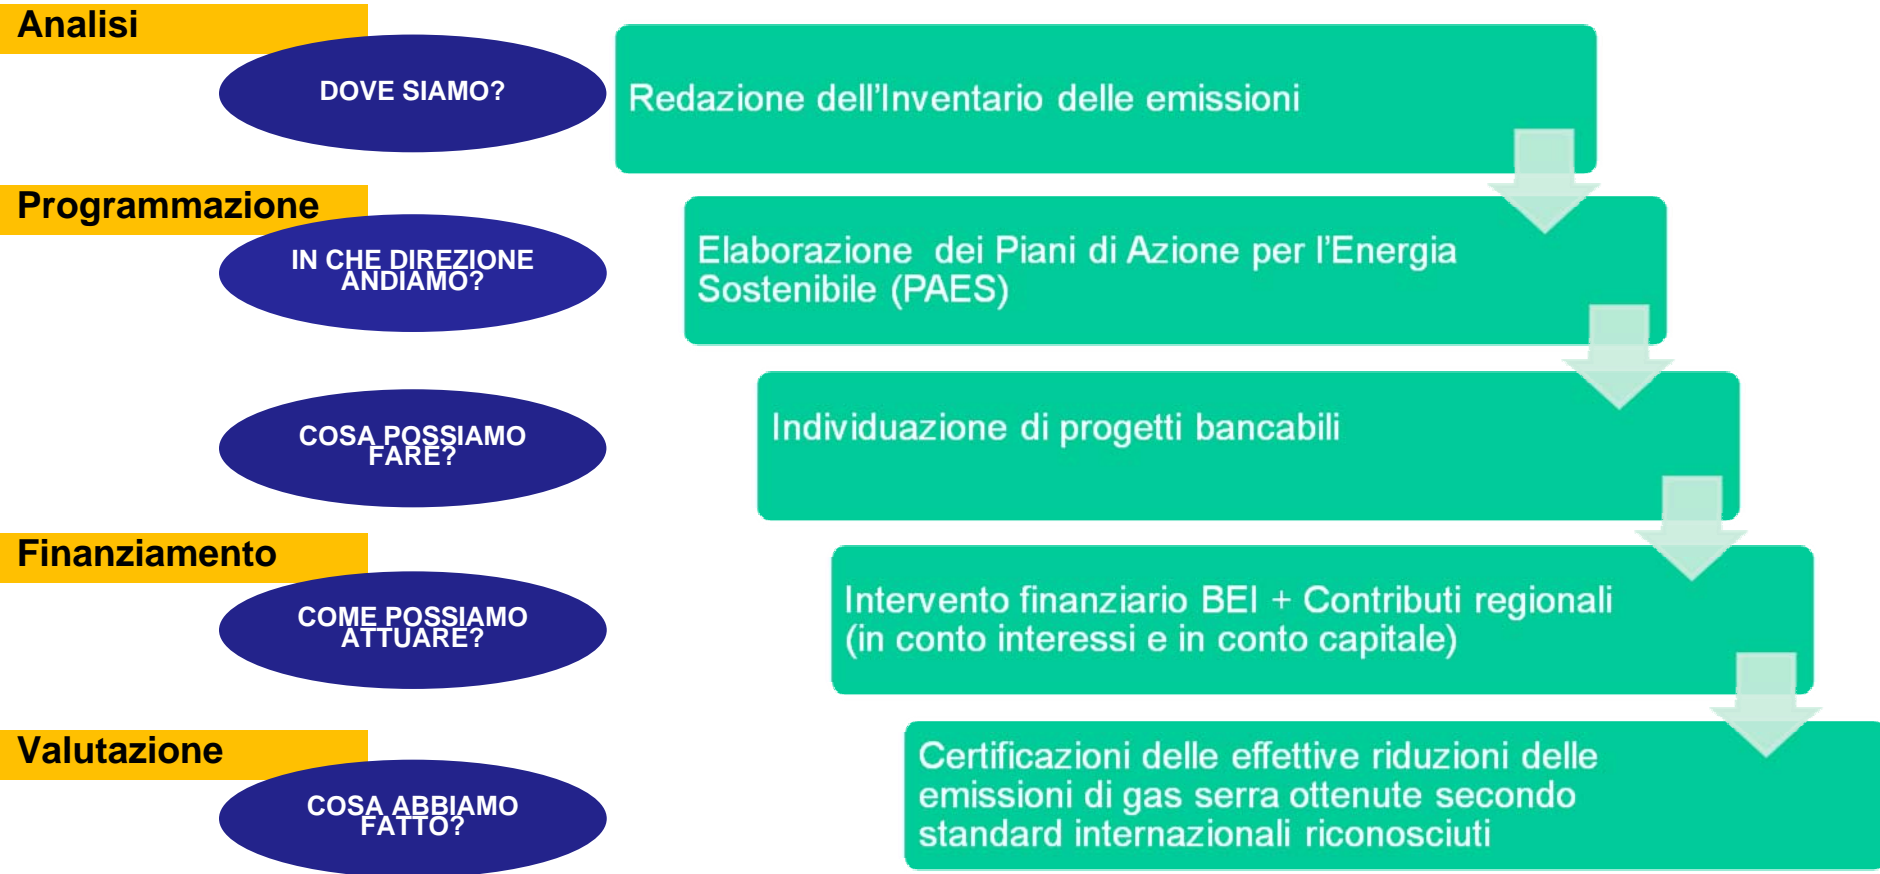 Analisi
DOVE SIAMO?
Redazione dell'Inventario delle emissioni
Programmazione
IN CHE DIREZIONE
ANDIAMO?
Elaborazione  dei Piani di Azione per l'Energia
Sostenibile (PAES)
COSA POSSIAMO
FARE?
Individuazione di progetti bancabili
Finanziamento
COME POSSIAMO
ATTUARE?
Intervento finanziario BEI + Contributi regionali
(in conto interessi e in conto capitale)
Valutazione
COSA ABBIAMO
FATTO?
Certificazioni delle effettive riduzioni delle
emissioni di gas serra ottenute secondo
standard internazionali riconosciuti